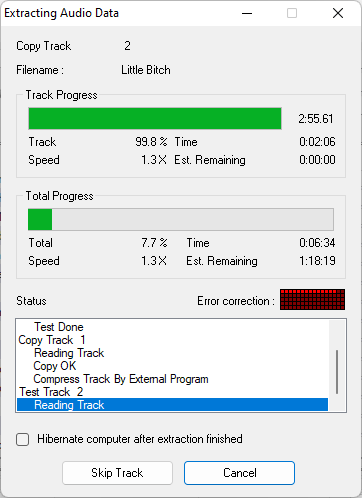 Extracting Audio Data
Copy Track 2
Filename : Little Bitch
Track Progress
2:55.61
Track 99.8 % Time 0:02:06
Speed 1.3 X Est. Remaining 0:00:00
Total Progress
Total 7.7 % Time 0:06:34
Speed 1.3 X Est. Remaining 1:18:19
Status Error correction :
Test Done
Copy Track 1
Reading Track
Copy OK
Compress Track By External Program
Test Track 2
Reading Track
Hibernate computer after extraction finished
Skip Track Cancel